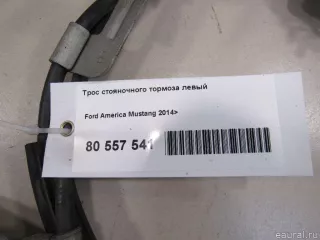 Трос стояночного тормоза левый
Ford America Mustang 2014>
80 557 541
eaural.ru